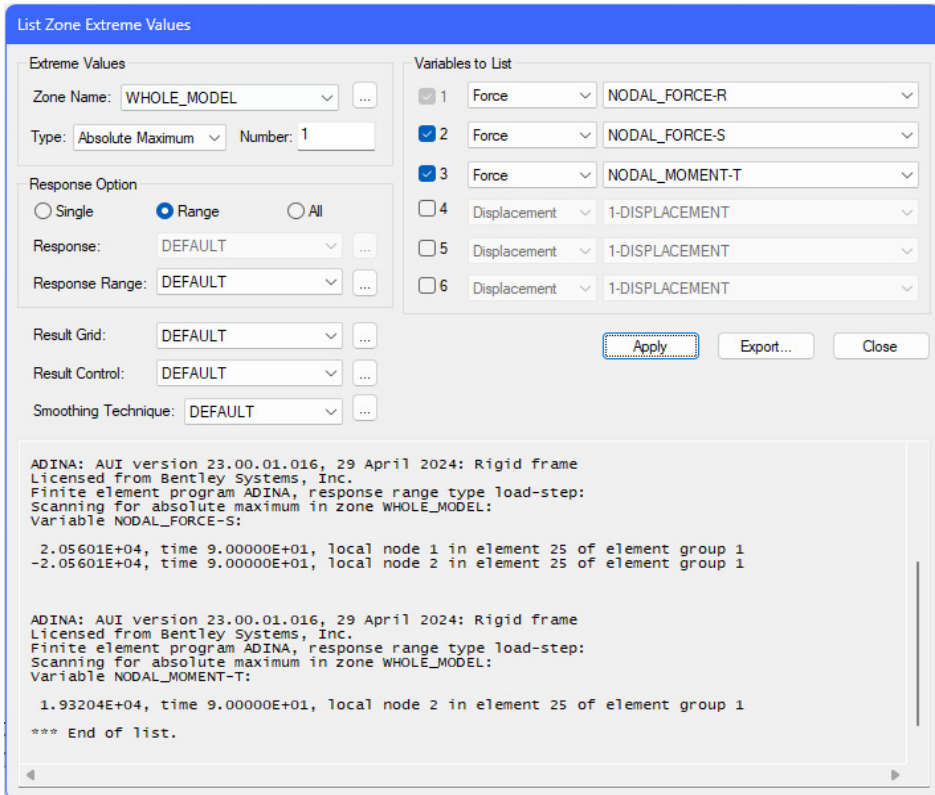 List Zone Extreme Values
Extreme Values
Zone Name: WHOLE_MODEL ...
Type: Absolute Maximum Number: 1
Response Option
Single Range All
Response: DEFAULT ...
Response Range: DEFAULT ...
Result Grid: DEFAULT ...
Result Control: DEFAULT ...
Smoothing Technique: DEFAULT ...
Variables to List
1 Force NODAL_FORCE-R
2 Force NODAL_FORCE-S
3 Force NODAL_MOMENT-T
4 Displacement 1-DISPLACEMENT
5 Displacement 1-DISPLACEMENT
6 Displacement 1-DISPLACEMENT
Apply Export... Close
ADINA: AUI version 23.00.01.016, 29 April 2024: Rigid frame
Licensed from Bentley Systems, Inc.
Finite element program ADINA, response range type load-step:
Scanning for absolute maximum in zone WHOLE_MODEL:
Variable NODAL_FORCE-S:
2.05601E+04, time 9.00000E+01, local node 1 in element 25 of element group 1
-2.05601E+04, time 9.00000E+01, local node 2 in element 25 of element group 1
ADINA: AUI version 23.00.01.016, 29 April 2024: Rigid frame
Licensed from Bentley Systems, Inc.
Finite element program ADINA, response range type load-step:
Scanning for absolute maximum in zone WHOLE_MODEL:
Variable NODAL_MOMENT-T:
1.93204E+04, time 9.00000E+01, local node 2 in element 25 of element group 1
*** End of list.